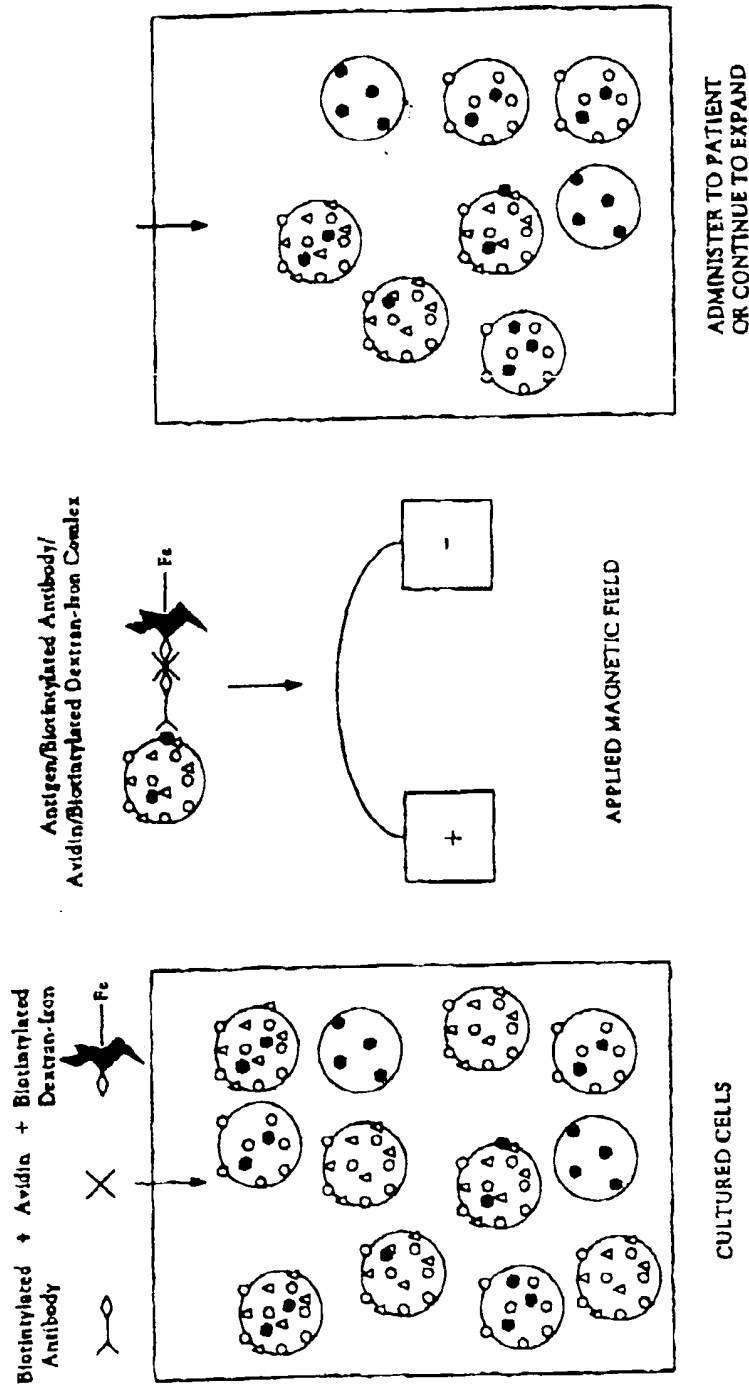 Biotinylated + Avidin + Biotinylated
Antibody Dextran-Iron
Fe
CULTURED CELLS
Antigen/Biotinylated Antibody/
Avidin/Biotinylated Dextran-Iron Comlex
Fe
+
-
APPLIED MAGNETIC FIELD
ADMINISTER TO PATIENT
OR CONTINUE TO EXPAND